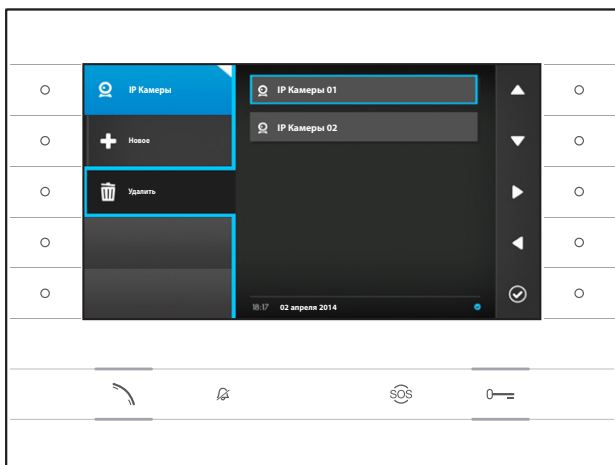 IP Камеры
IP Камеры 01
Новое
IP Камеры 02
Удалить
18:17 02 апреля 2014
SOS